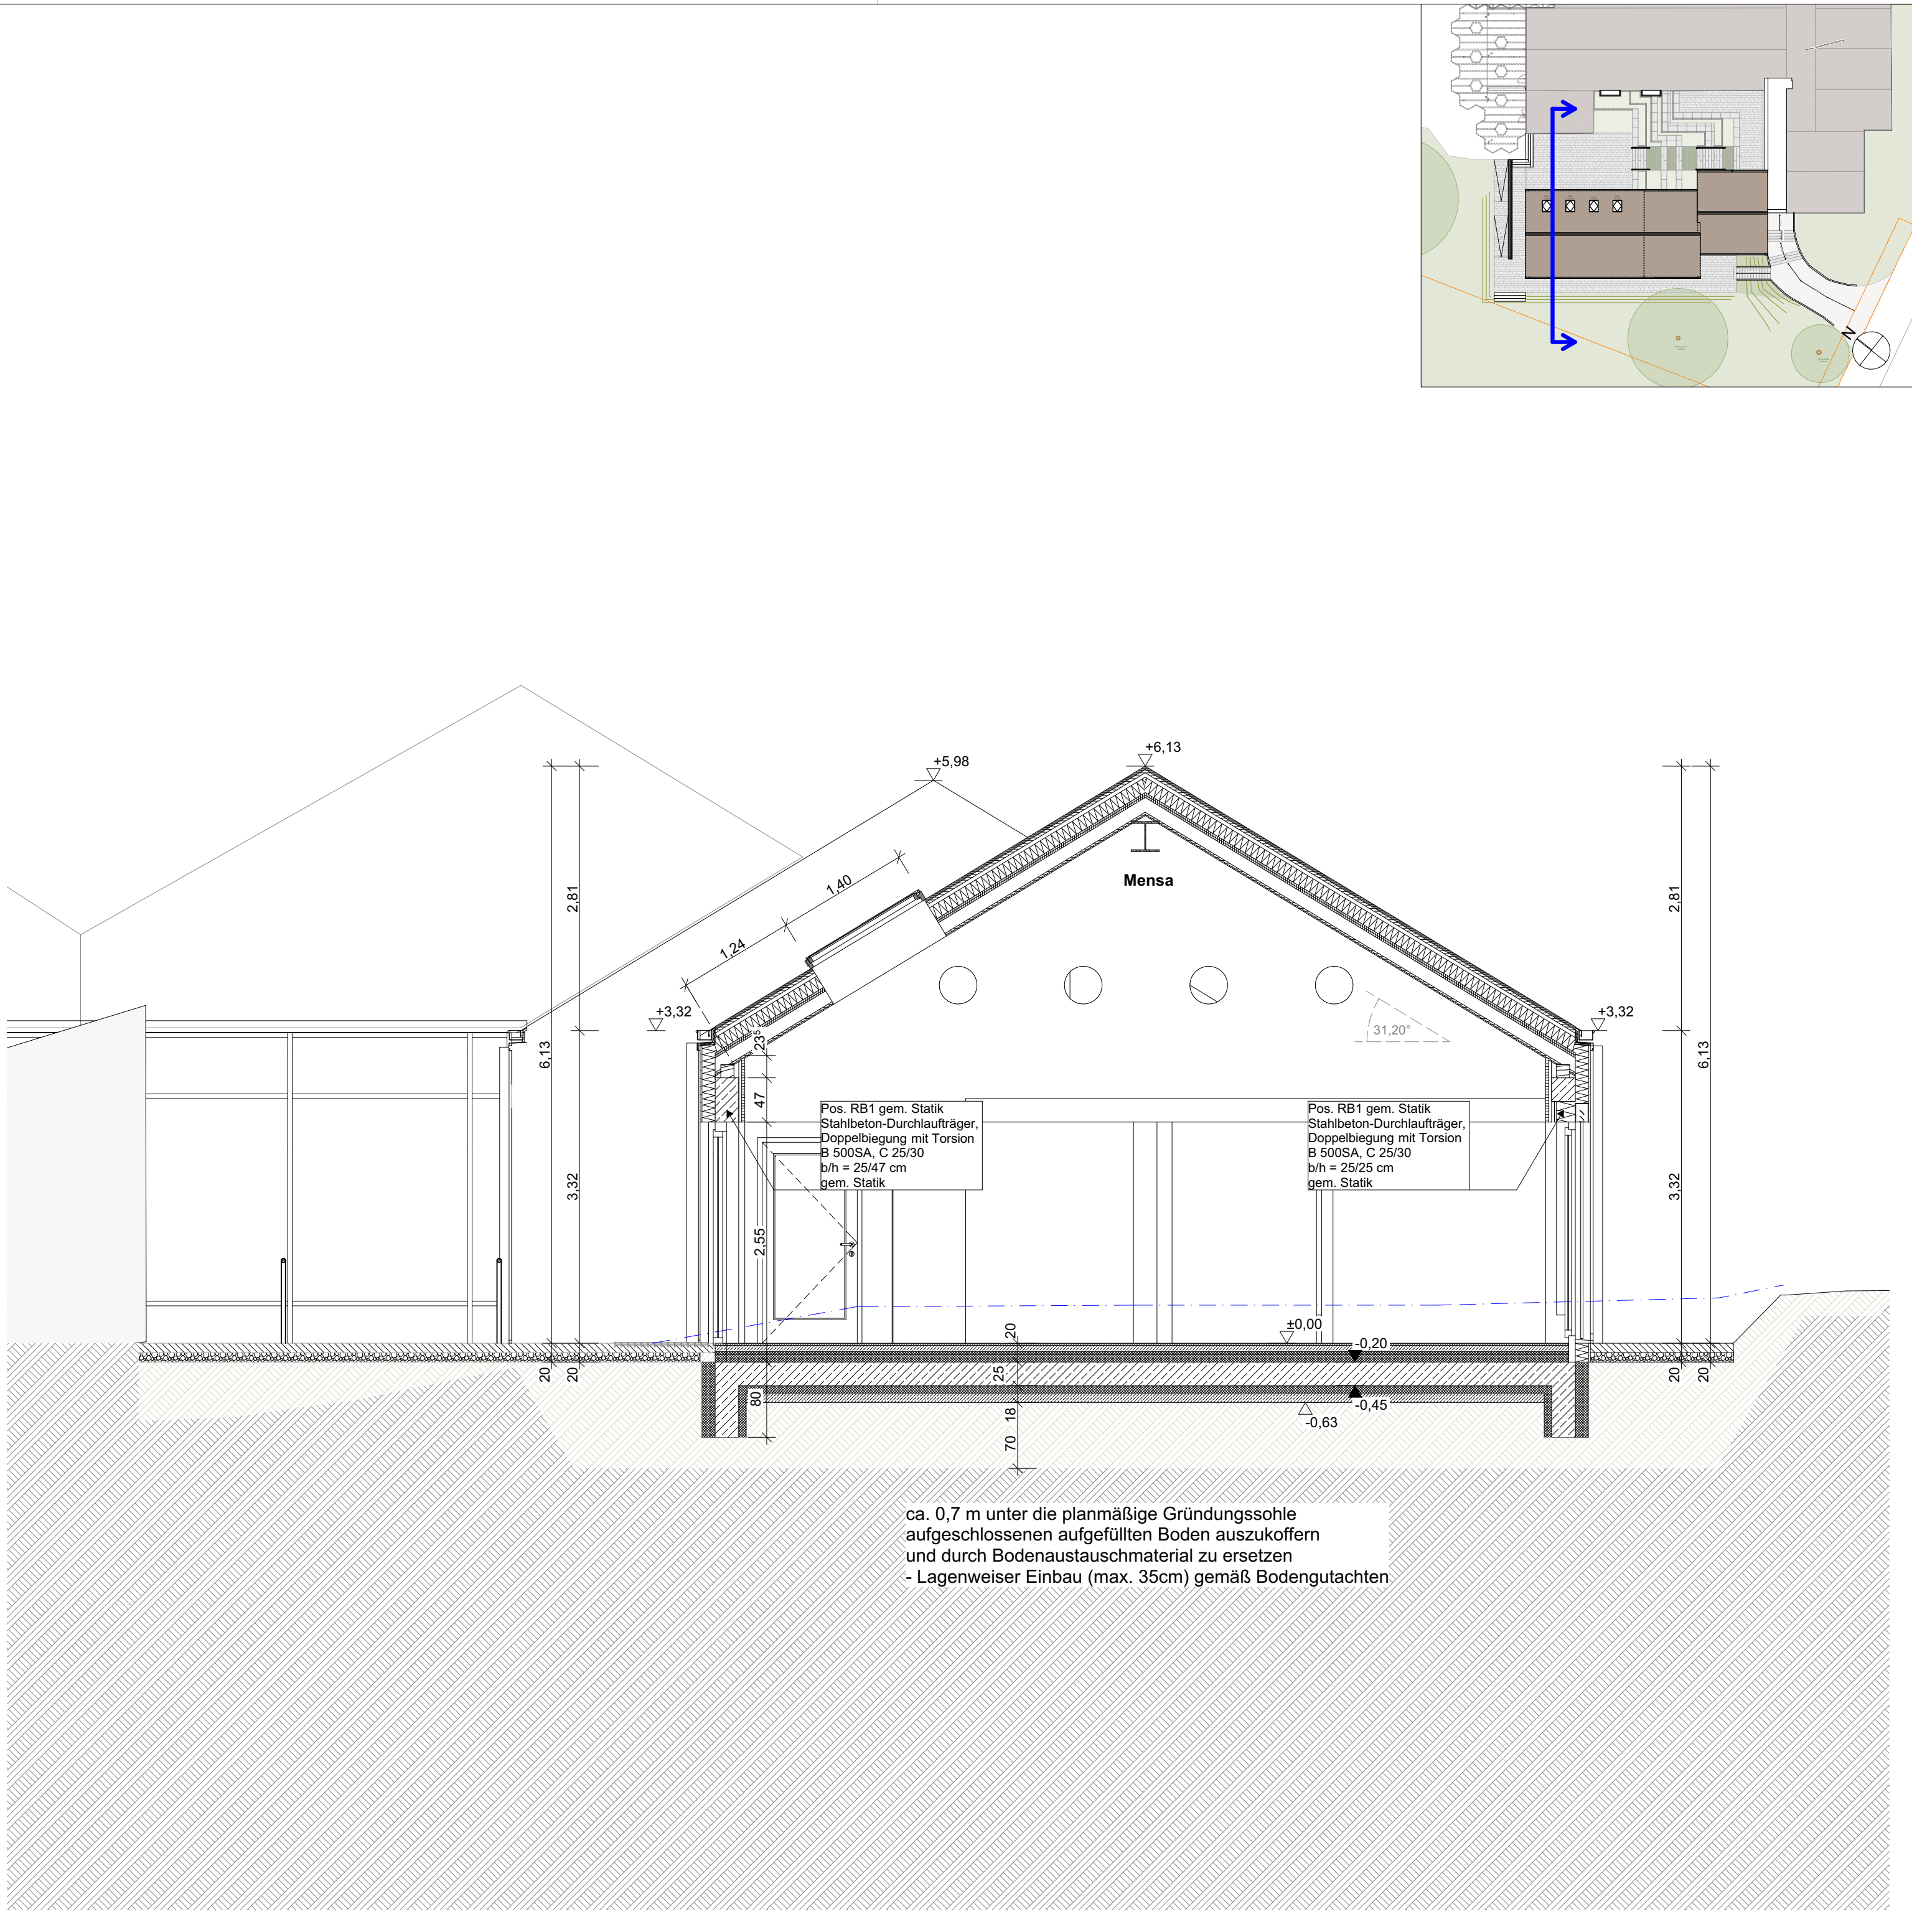 N
+6,13
+5,98
Mensa
1,40
1,24
2,81
2,81
+3,32
+3,32
23⁵
31,20°
6,13
6,13
47
Pos. RB1 gem. Statik
Stahlbeton-Durchlaufträger,
Doppelbiegung mit Torsion
B 500SA, C 25/30
b/h = 25/47 cm
gem. Statik
Pos. RB1 gem. Statik
Stahlbeton-Durchlaufträger,
Doppelbiegung mit Torsion
B 500SA, C 25/30
b/h = 25/25 cm
gem. Statik
3,32
3,32
2,55
±0,00
20
-0,20
20
20
25
20
20
80
-0,45
18
-0,63
70
ca. 0,7 m unter die planmäßige Gründungssohle
aufgeschlossenen aufgefüllten Boden auszukoffern
und durch Bodenaustauschmaterial zu ersetzen
- Lagenweiser Einbau (max. 35cm) gemäß Bodengutachten